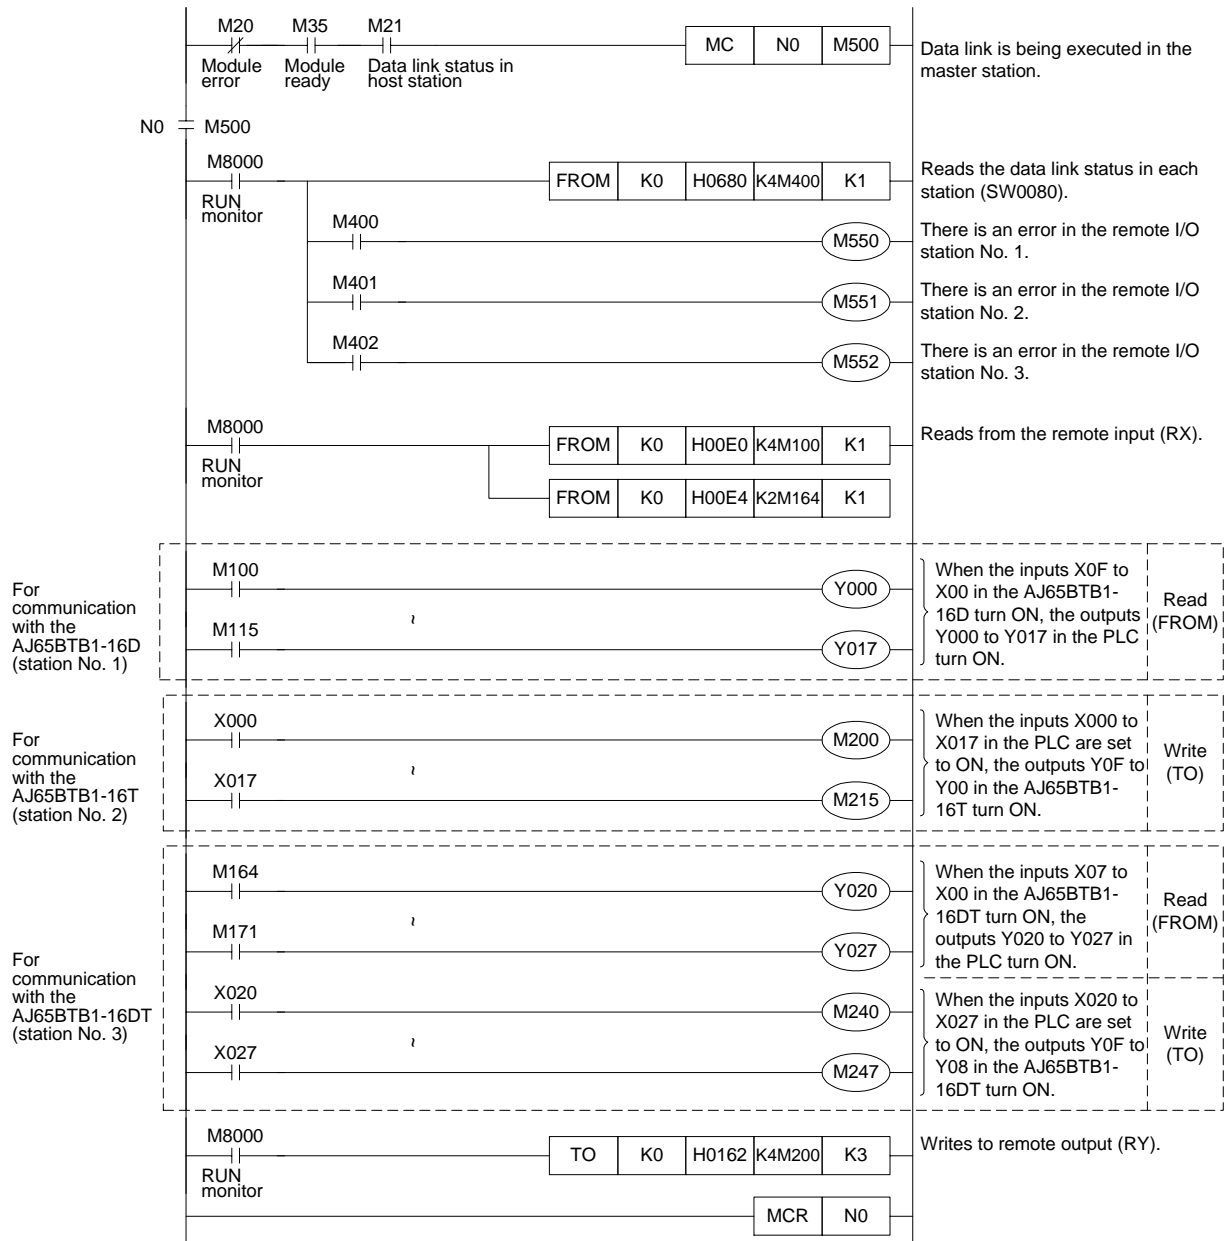 M20 M35 M21
MC N0 M500
Module error
Module ready
Data link status in host station
Data link is being executed in the
master station.
N0 M500
M8000
RUN
monitor
FROM K0 H0680 K4M400 K1
Reads the data link status in each
station (SW0080).
M400
M550
There is an error in the remote I/O
station No. 1.
M401
M551
There is an error in the remote I/O
station No. 2.
M402
M552
There is an error in the remote I/O
station No. 3.
M8000
RUN
monitor
FROM K0 H00E0 K4M100 K1
Reads from the remote input (RX).
FROM K0 H00E4 K2M164 K1
For
communication
with the
AJ65BTB1-16D
(station No. 1)
M100
Y000
~
M115
Y017
When the inputs X0F to
X00 in the AJ65BTB1-
16D turn ON, the outputs
Y000 to Y017 in the PLC
turn ON.
Read
(FROM)
For
communication
with the
AJ65BTB1-16T
(station No. 2)
X000
M200
~
X017
M215
When the inputs X000 to
X017 in the PLC are set
to ON, the outputs Y0F to
Y00 in the AJ65BTB1-
16T turn ON.
Write
(TO)
For
communication
with the
AJ65BTB1-16DT
(station No. 3)
M164
Y020
~
M171
Y027
When the inputs X07 to
X00 in the AJ65BTB1-
16DT turn ON, the
outputs Y020 to Y027 in
the PLC turn ON.
Read
(FROM)
X020
M240
~
X027
M247
When the inputs X020 to
X027 in the PLC are set
to ON, the outputs Y0F to
Y08 in the AJ65BTB1-
16DT turn ON.
Write
(TO)
M8000
RUN
monitor
TO K0 H0162 K4M200 K3
Writes to remote output (RY).
MCR N0